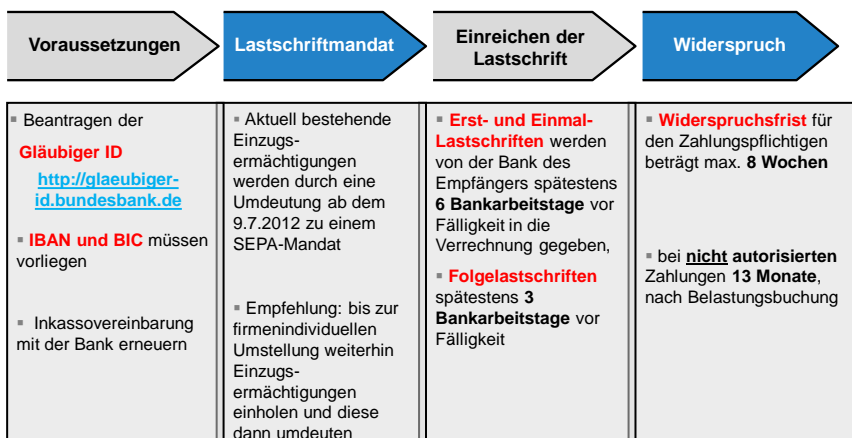 Voraussetzungen
Lastschriftmandat
Einreichen der
Lastschrift
Widerspruch
▪ Beantragen der
Gläubiger ID
http://glaeubiger-
id.bundesbank.de
▪ IBAN und BIC müssen
vorliegen
▪ Inkassovereinbarung
mit der Bank erneuern
▪ Aktuell bestehende
Einzugs-
ermächtigungen
werden durch eine
Umdeutung ab dem
9.7.2012 zu einem
SEPA-Mandat
▪ Empfehlung: bis zur
firmenindividuellen
Umstellung weiterhin
Einzugs-
ermächtigungen
einholen und diese
dann umdeuten
▪ Erst- und Einmal-
Lastschriften werden
von der Bank des
Empfängers spätestens
6 Bankarbeitstage vor
Fälligkeit in die
Verrechnung gegeben,
▪ Folgelastschriften
spätestens 3
Bankarbeitstage vor
Fälligkeit
▪ Widerspruchsfrist für
den Zahlungspflichtigen
beträgt max. 8 Wochen
▪ bei nicht autorisierten
Zahlungen 13 Monate,
nach Belastungsbuchung